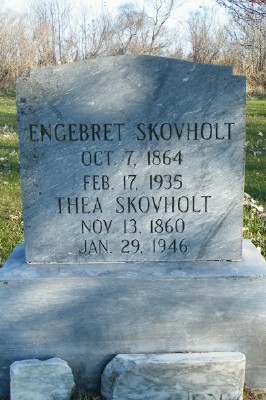 ENGEBRET SKOVHOLT
OCT. 7, 1864
FEB. 17, 1935
THEA SKOVHOLT
NOV. 13, 1860
JAN. 29, 1946